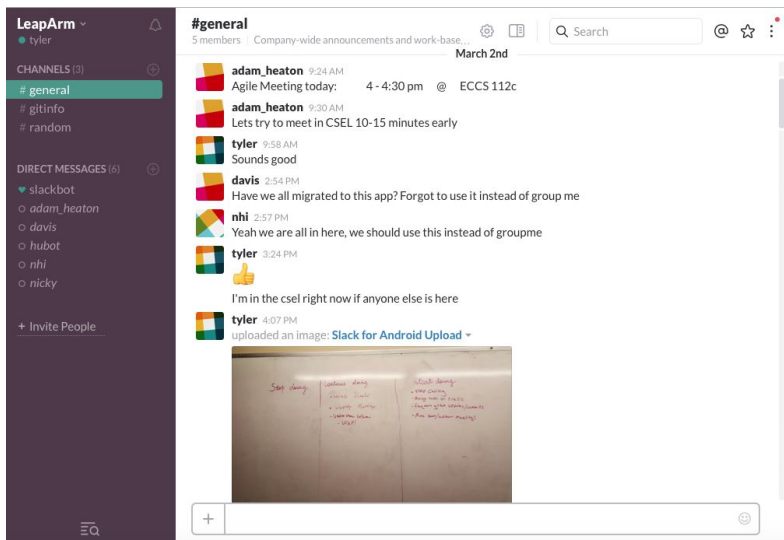 LeapArm
tyler
CHANNELS (3)
# general
# gitinfo
# random
DIRECT MESSAGES (6)
slackbot
adam_heaton
davis
hubot
nhi
nicky
+ Invite People
#general
5 members | Company-wide announcements and work-base...
Search
March 2nd
adam_heaton 9:24 AM
Agile Meeting today: 4 - 4:30 pm @ ECCS 112c
adam_heaton 9:30 AM
Lets try to meet in CSEL 10-15 minutes early
tyler 9:58 AM
Sounds good
davis 2:54 PM
Have we all migrated to this app? Forgot to use it instead of group me
nhi 2:57 PM
Yeah we are all in here, we should use this instead of groupme
tyler 3:24 PM
I'm in the csel right now if anyone else is here
tyler 4:07 PM
uploaded an image: Slack for Android Upload
Stop doing
Continue doing
Start doing